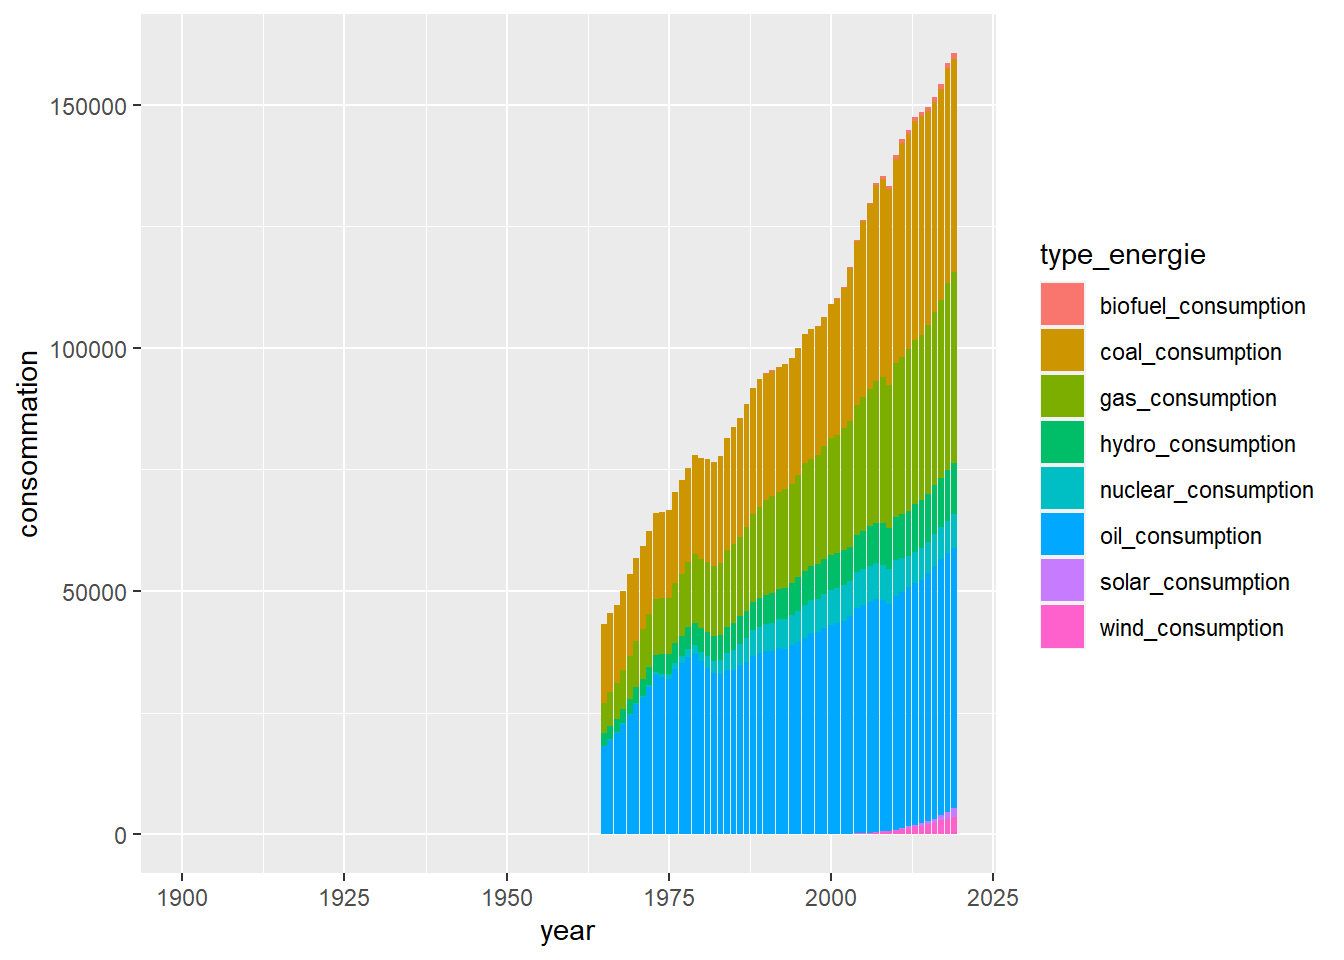 consommation
150000
100000
50000
0
1900 1925 1950 1975 2000 2025
year
type_energie
biofuel_consumption
coal_consumption
gas_consumption
hydro_consumption
nuclear_consumption
oil_consumption
solar_consumption
wind_consumption